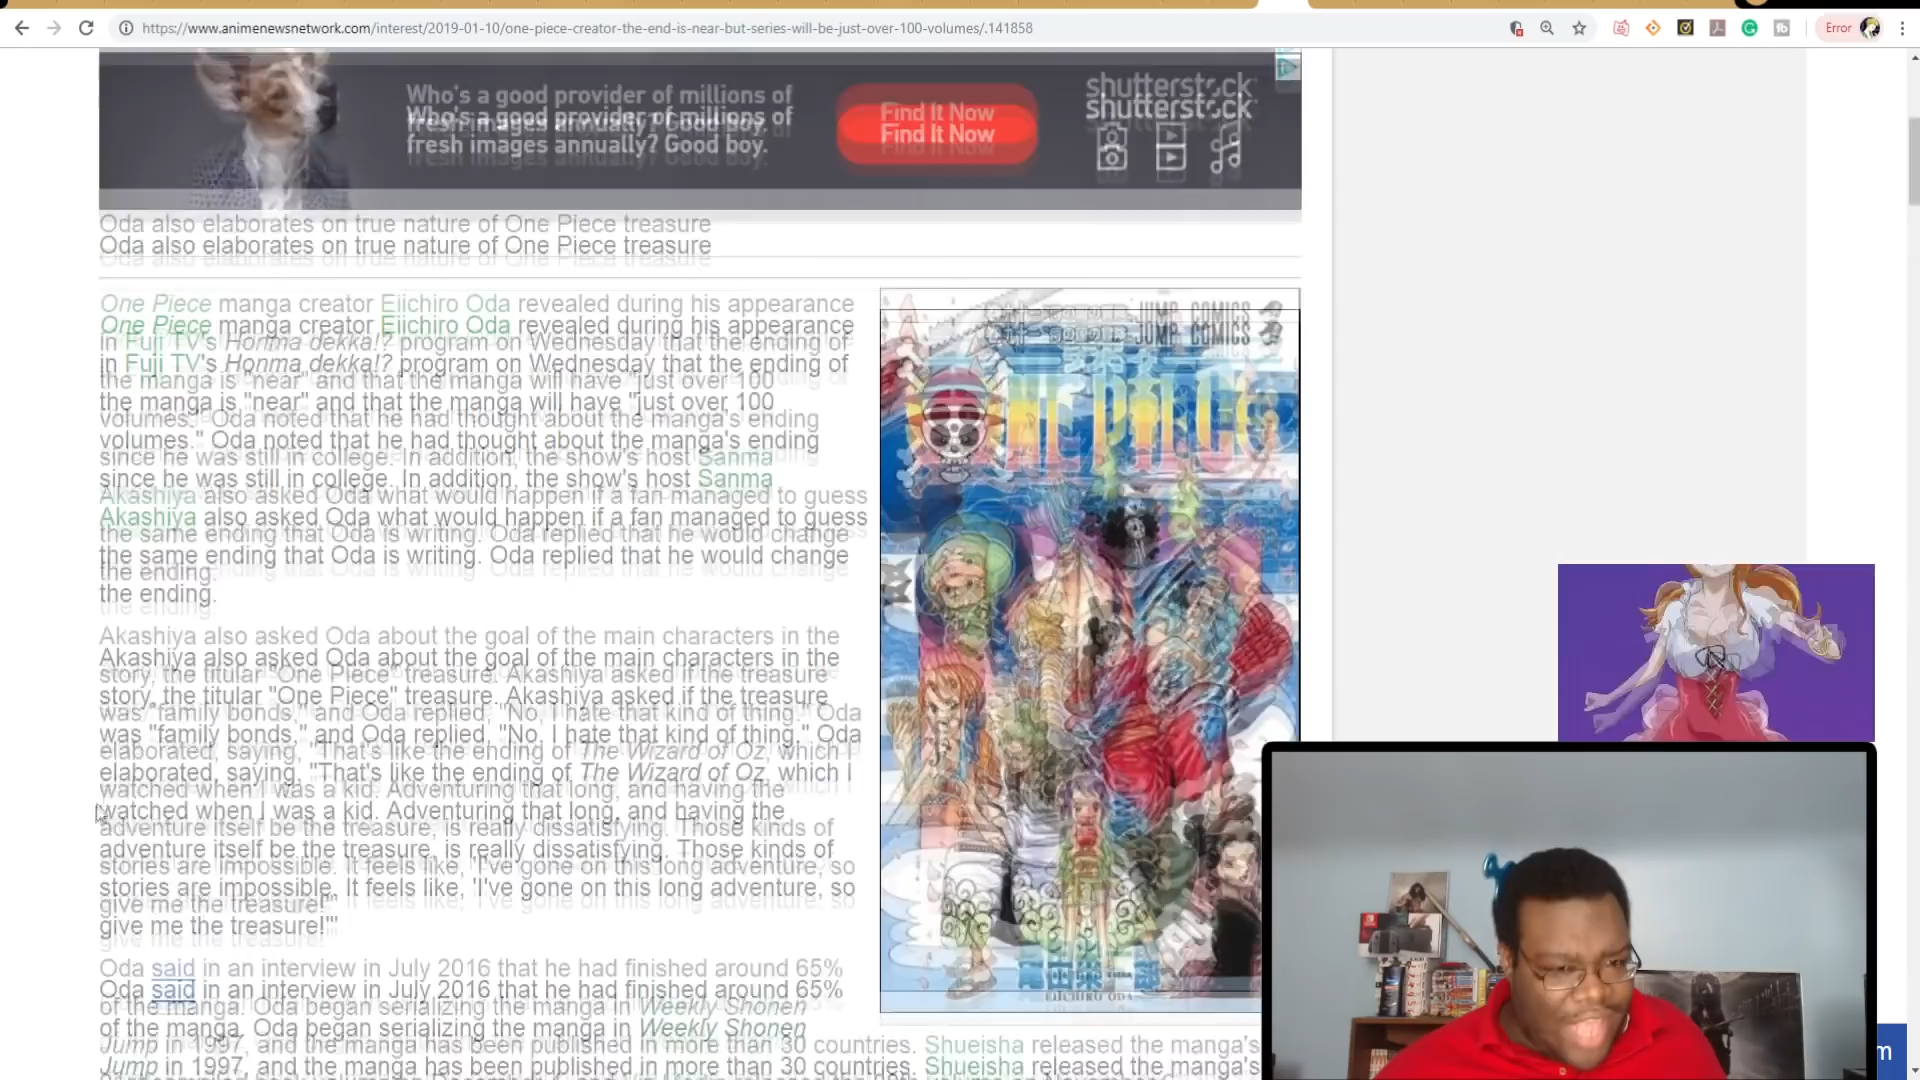 https://www.animenewsnetwork.com/interest/2019-01-10/one-piece-creator-the-end-is-near-but-series-will-be-just-over-100-volumes/.141858
Error
Who's a good provider of millions of
fresh images annually? Good boy.
Find It Now
shutterstock
Oda also elaborates on true nature of One Piece treasure
One Piece manga creator Eiichiro Oda revealed during his appearance
in Fuji TV's Honma dekka!? program on Wednesday that the ending of
the manga is "near" and that the manga will have "just over 100
volumes." Oda noted that he had thought about the manga's ending
since he was still in college. In addition, the show's host Sanma
Akashiya also asked Oda what would happen if a fan managed to guess
the same ending that Oda is writing. Oda replied that he would change
the ending.
Akashiya also asked Oda about the goal of the main characters in the
story, the titular "One Piece" treasure. Akashiya asked if the treasure
was "family bonds," and Oda replied, "No, I hate that kind of thing." Oda
elaborated, saying, "That's like the ending of The Wizard of Oz, which I
watched when I was a kid. Adventuring that long, and having the
adventure itself be the treasure, is really dissatisfying. Those kinds of
stories are impossible. It feels like, 'I've gone on this long adventure, so
give me the treasure!'"
Oda said in an interview in July 2016 that he had finished around 65%
of the manga. Oda began serializing the manga in Weekly Shonen
Jump in 1997, and the manga has been published in more than 30 countries. Shueisha released the manga's
JUMP COMICS
ONE PIECE
尾田栄一郎
EIICHIRO ODA
m